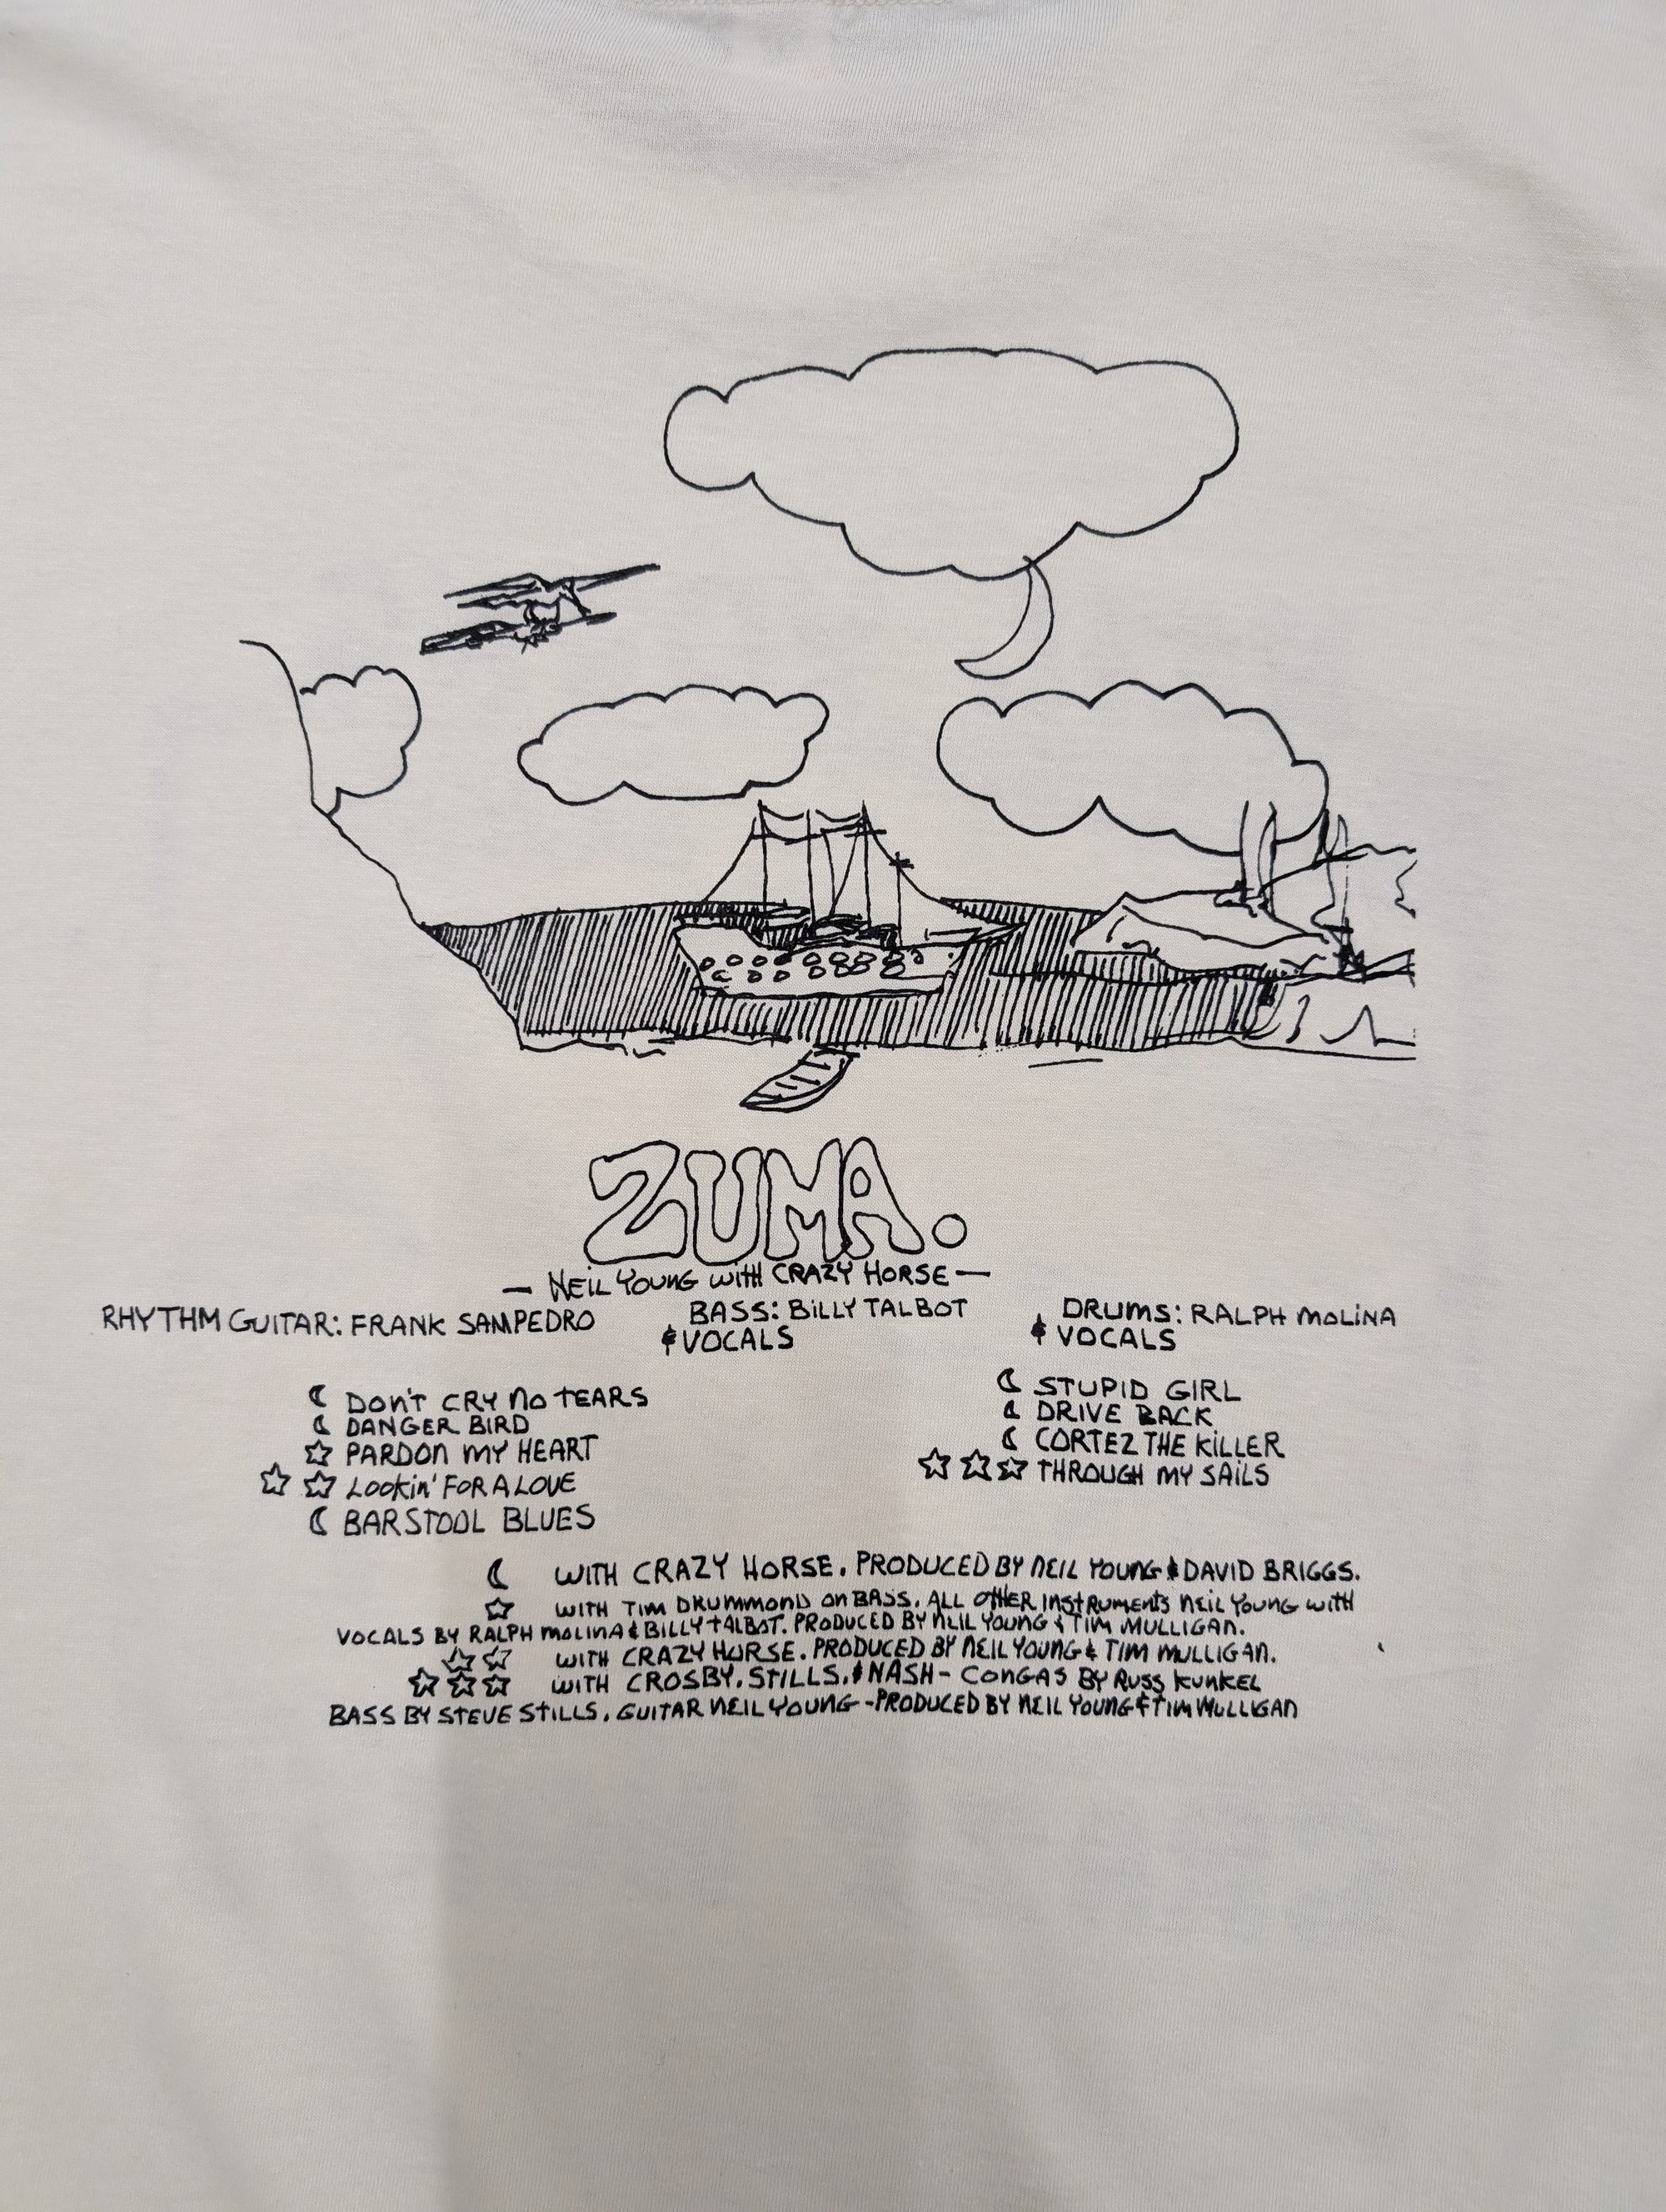 ZUMA.
— NEIL YOUNG WITH CRAZY HORSE —
RHYTHM GUITAR: FRANK SAMPEDRO
BASS: BILLY TALBOT
& VOCALS
DRUMS: RALPH MOLINA
& VOCALS
☾ DON'T CRY NO TEARS
☾ DANGER BIRD
☆ PARDON MY HEART
☆ ☆ LOOKIN' FOR A LOVE
☾ BARSTOOL BLUES
☾ STUPID GIRL
☾ DRIVE BACK
☾ CORTEZ THE KILLER
☆ ☆ ☆ THROUGH MY SAILS
☾ WITH CRAZY HORSE. PRODUCED BY NEIL YOUNG & DAVID BRIGGS.
☆ WITH TIM DRUMMOND ON BASS. ALL OTHER INSTRUMENTS NEIL YOUNG WITH
VOCALS BY RALPH MOLINA & BILLY TALBOT. PRODUCED BY NEIL YOUNG & TIM MULLIGAN.
☆ ☆ WITH CRAZY HORSE. PRODUCED BY NEIL YOUNG & TIM MULLIGAN.
☆ ☆ ☆ WITH CROSBY, STILLS, & NASH - CONGAS BY RUSS KUNKEL
BASS BY STEVE STILLS. GUITAR NEIL YOUNG - PRODUCED BY NEIL YOUNG & TIM MULLIGAN